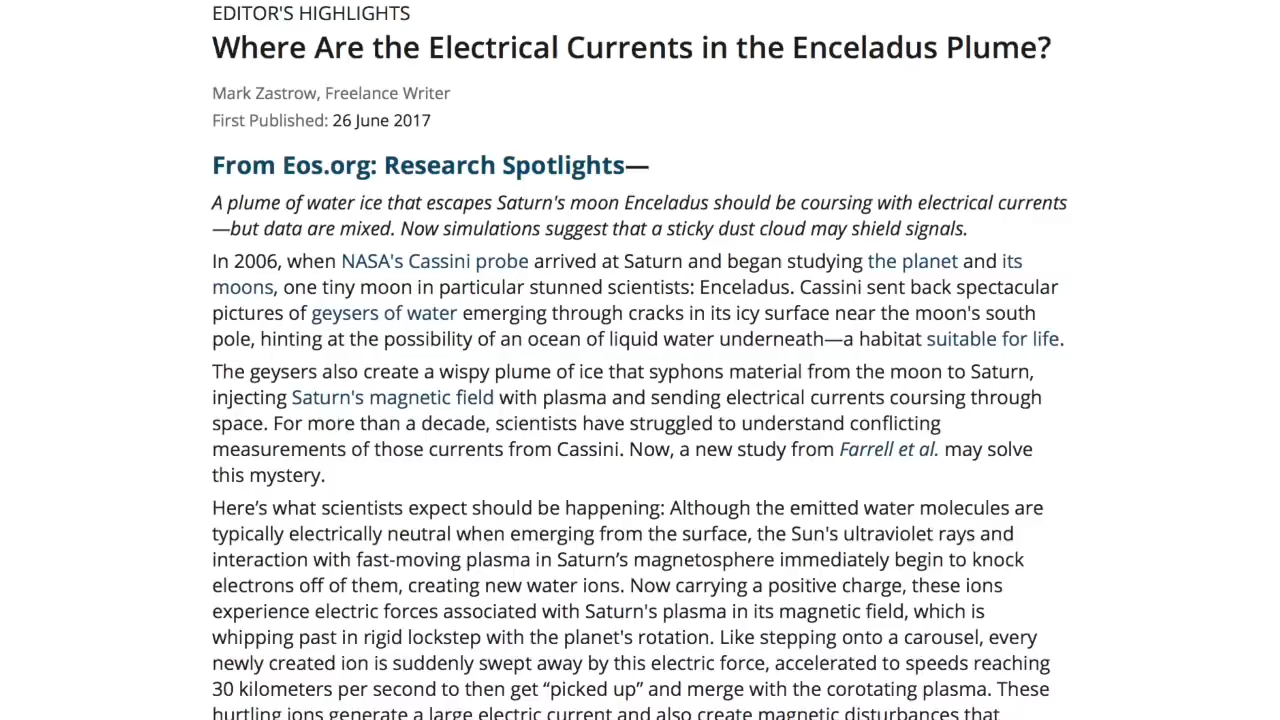 EDITOR'S HIGHLIGHTS
Where Are the Electrical Currents in the Enceladus Plume?
Mark Zastrow, Freelance Writer
First Published: 26 June 2017
From Eos.org: Research Spotlights—
A plume of water ice that escapes Saturn's moon Enceladus should be coursing with electrical currents
—but data are mixed. Now simulations suggest that a sticky dust cloud may shield signals.
In 2006, when NASA's Cassini probe arrived at Saturn and began studying the planet and its
moons, one tiny moon in particular stunned scientists: Enceladus. Cassini sent back spectacular
pictures of geysers of water emerging through cracks in its icy surface near the moon's south
pole, hinting at the possibility of an ocean of liquid water underneath—a habitat suitable for life.
The geysers also create a wispy plume of ice that syphons material from the moon to Saturn,
injecting Saturn's magnetic field with plasma and sending electrical currents coursing through
space. For more than a decade, scientists have struggled to understand conflicting
measurements of those currents from Cassini. Now, a new study from Farrell et al. may solve
this mystery.
Here’s what scientists expect should be happening: Although the emitted water molecules are
typically electrically neutral when emerging from the surface, the Sun's ultraviolet rays and
interaction with fast-moving plasma in Saturn’s magnetosphere immediately begin to knock
electrons off of them, creating new water ions. Now carrying a positive charge, these ions
experience electric forces associated with Saturn's plasma in its magnetic field, which is
whipping past in rigid lockstep with the planet's rotation. Like stepping onto a carousel, every
newly created ion is suddenly swept away by this electric force, accelerated to speeds reaching
30 kilometers per second to then get “picked up” and merge with the corotating plasma. These
hurtling ions generate a large electric current and also create magnetic disturbances that